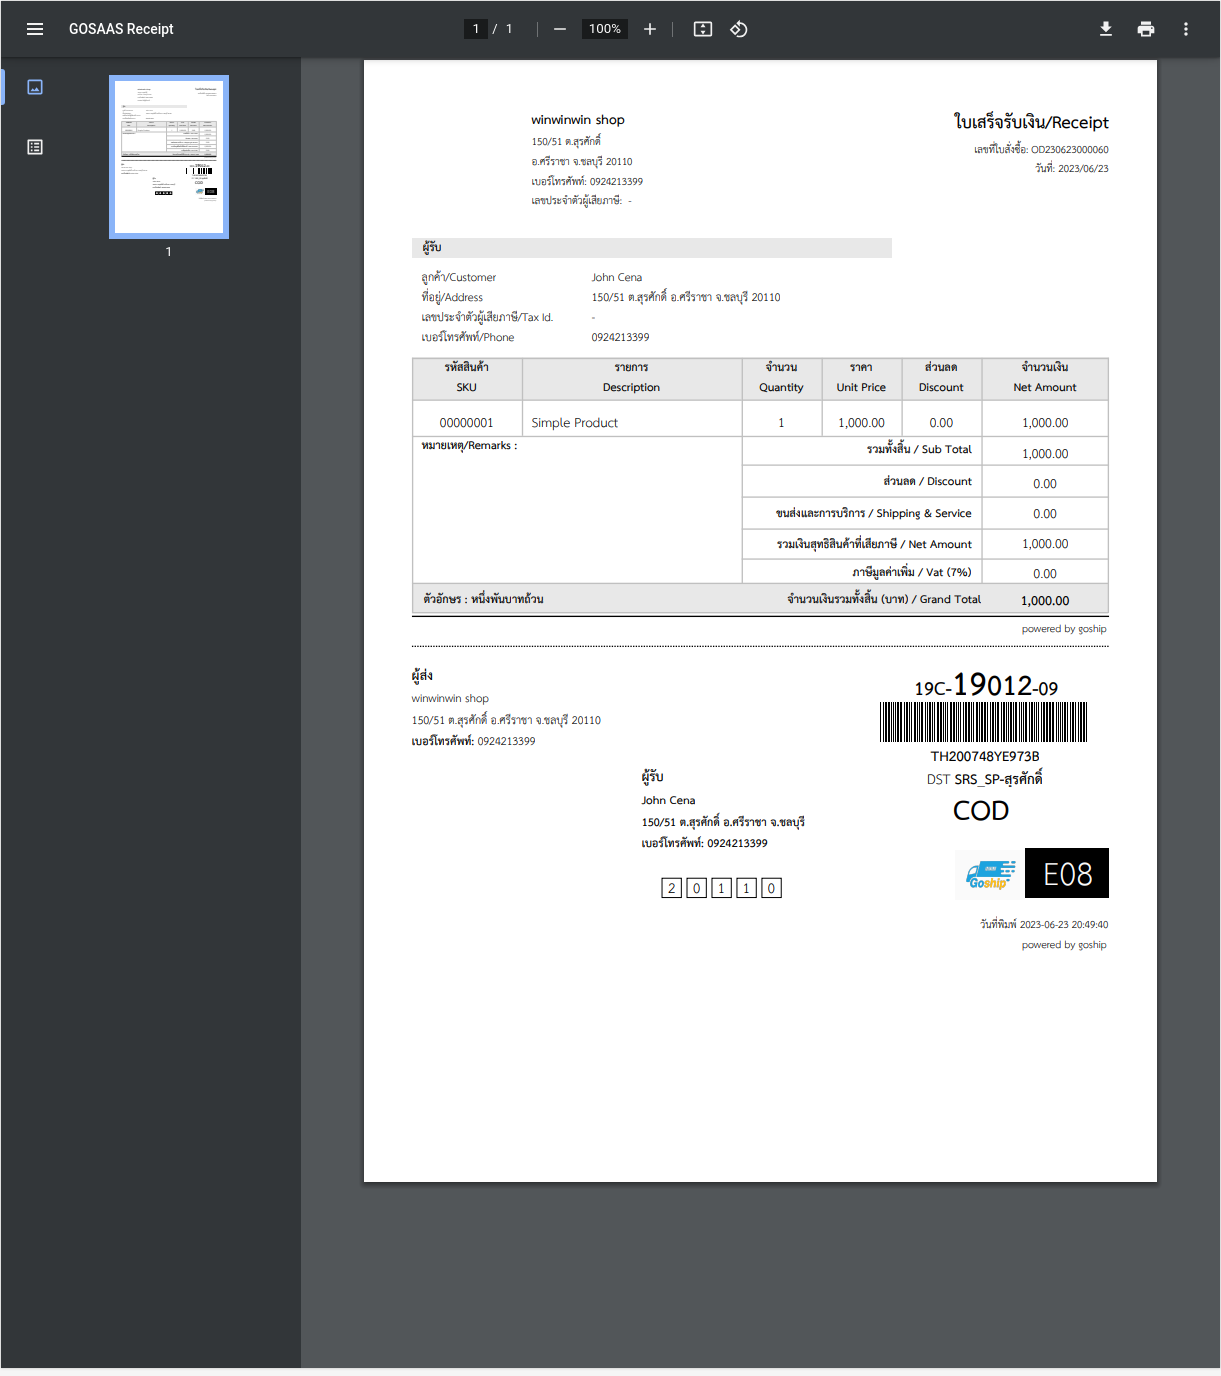 GOSAAS Receipt
1 / 1
100%
1
winwinwin shop
150/51 ต.สุรศักดิ์
อ.ศรีราชา จ.ชลบุรี 20110
เบอร์โทรศัพท์: 0924213399
เลขประจำตัวผู้เสียภาษี: -
ใบเสร็จรับเงิน/Receipt
เลขที่ใบสั่งซื้อ: OD230623000060
วันที่: 2023/06/23
ผู้รับ
ลูกค้า/Customer John Cena
ที่อยู่/Address 150/51 ต.สุรศักดิ์ อ.ศรีราชา จ.ชลบุรี 20110
เลขประจำตัวผู้เสียภาษี/Tax Id. -
เบอร์โทรศัพท์/Phone 0924213399
รหัสสินค้า รายการ จำนวน ราคา ส่วนลด จำนวนเงิน
SKU Description Quantity Unit Price Discount Net Amount
00000001 Simple Product 1 1,000.00 0.00 1,000.00
หมายเหตุ/Remarks :
รวมทั้งสิ้น / Sub Total 1,000.00
ส่วนลด / Discount 0.00
ขนส่งและการบริการ / Shipping & Service 0.00
รวมเงินสุทธิสินค้าที่เสียภาษี / Net Amount 1,000.00
ภาษีมูลค่าเพิ่ม / Vat (7%) 0.00
ตัวอักษร : หนึ่งพันบาทถ้วน จำนวนเงินรวมทั้งสิ้น (บาท) / Grand Total 1,000.00
powered by goship
ผู้ส่ง
winwinwin shop
150/51 ต.สุรศักดิ์ อ.ศรีราชา จ.ชลบุรี 20110
เบอร์โทรศัพท์: 0924213399
19C-19012-09
TH200748YE973B
DST SRS_SP-สุรศักดิ์
COD
ผู้รับ
John Cena
150/51 ต.สุรศักดิ์ อ.ศรีราชา จ.ชลบุรี
เบอร์โทรศัพท์: 0924213399
2 0 1 1 0
Goship
E08
วันที่พิมพ์ 2023-06-23 20:49:40
powered by goship